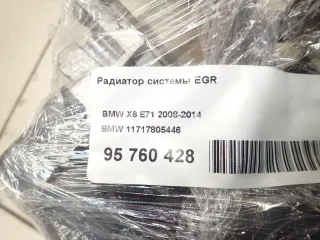 Радиатор системы EGR
BMW X6 E71 2008-2014
BMW 11717805446
95 760 428